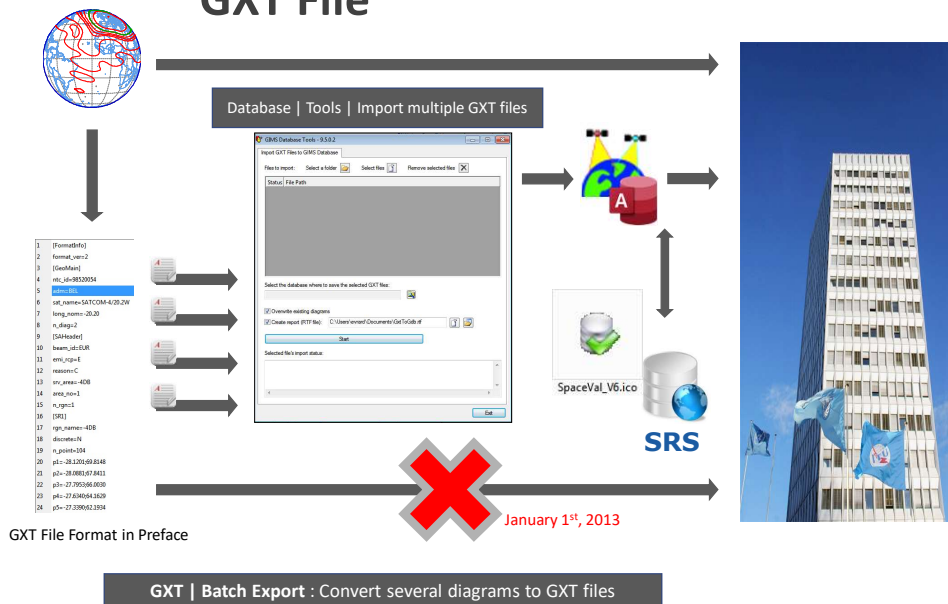 GXT File
Database | Tools | Import multiple GXT files
GIMS Database Tools - 9.5.0.2
Import GXT Files to GIMS Database
Files to import: Select a folder Select files Remove selected files
Status File Path
Select the database where to save the selected GXT files:
Overwrite existing diagrams
Create report (RTF file): C:\Users\evrard\Documents\GxtToGdb.rtf
Start
Selected file's import status:
Exit
1 [FormatInfo]
2 format_ver=2
3 [GeoMain]
4 ntc_id=98520054
5 adm=BEL
6 sat_name=SATCOM-4/20.2W
7 long_nom=-20.20
8 n_diag=2
9 [SAHeader]
10 beam_id=EUR
11 emi_rcp=E
12 reason=C
13 srv_area=-4DB
14 area_no=1
15 n_rgn=1
16 [SR1]
17 rgn_name=-4DB
18 discrete=N
19 n_point=104
20 p1=-28.1201;69.8148
21 p2=-28.0881;67.8411
22 p3=-27.7953;66.0030
23 p4=-27.6340;64.1629
24 p5=-27.3390;62.1934
GXT File Format in Preface
A
SpaceVal_V6.ico
SRS
January 1st, 2013
GXT | Batch Export : Convert several diagrams to GXT files